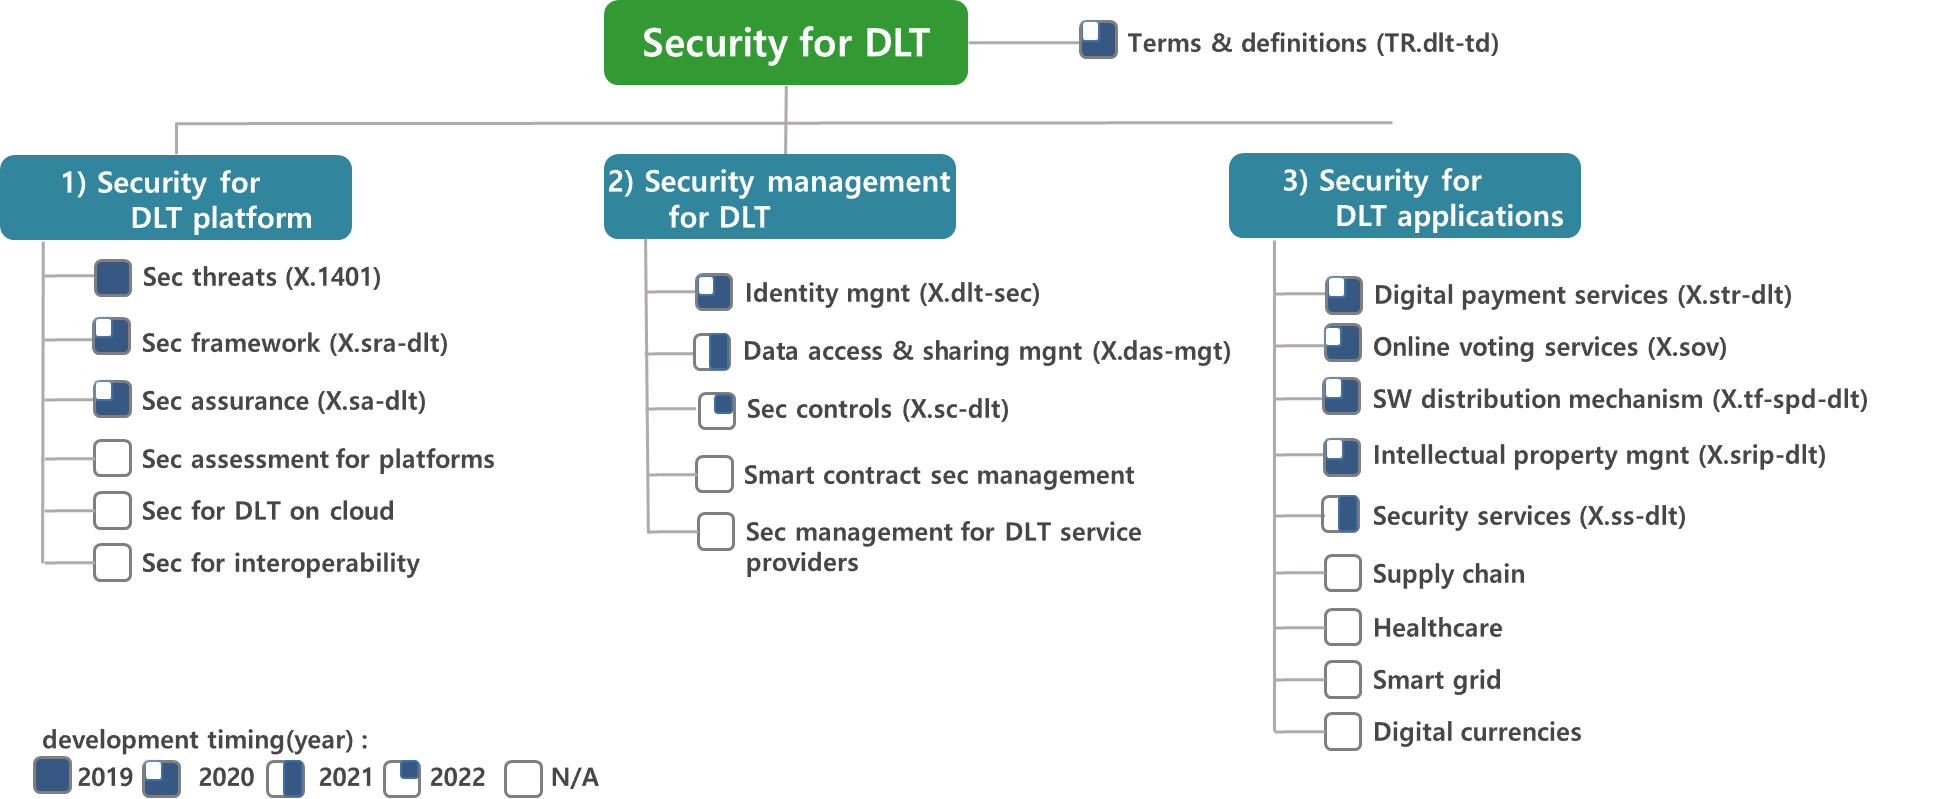 Security for DLT
Terms & definitions (TR.dlt-td)
1) Security for
DLT platform
Sec threats (X.1401)
Sec framework (X.sra-dlt)
Sec assurance (X.sa-dlt)
Sec assessment for platforms
Sec for DLT on cloud
Sec for interoperability
2) Security management
for DLT
Identity mgnt (X.dlt-sec)
Data access & sharing mgnt (X.das-mgt)
Sec controls (X.sc-dlt)
Smart contract sec management
Sec management for DLT service
providers
3) Security for
DLT applications
Digital payment services (X.str-dlt)
Online voting services (X.sov)
SW distribution mechanism (X.tf-spd-dlt)
Intellectual property mgnt (X.srip-dlt)
Security services (X.ss-dlt)
Supply chain
Healthcare
Smart grid
Digital currencies
development timing(year) :
2019 2020 2021 2022 N/A